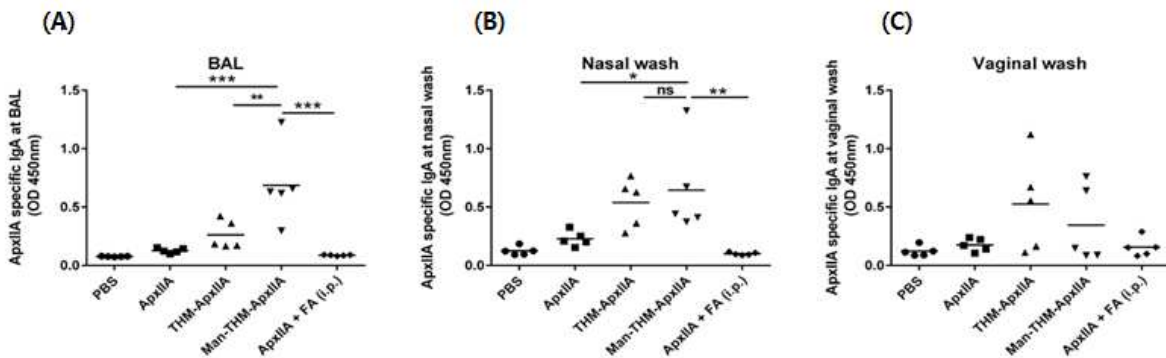 (A)
BAL
***
**
***
ApxIIA specific IgA at BAL
(OD 450nm)
1.5
1.0
0.5
0.0
PBS
ApxIIA
THM-ApxIIA
Man-THM-ApxIIA
ApxIIA + FA (i.p.)
(B)
Nasal wash
*
ns
**
ApxIIA specific IgA at nasal wash
(OD 450nm)
1.5
1.0
0.5
0.0
PBS
ApxIIA
THM-ApxIIA
Man-THM-ApxIIA
ApxIIA + FA (i.p.)
(C)
Vaginal wash
ApxIIA specific IgA at vaginal wash
(OD 450nm)
1.5
1.0
0.5
0.0
PBS
ApxIIA
THM-ApxIIA
Man-THM-ApxIIA
ApxIIA + FA (i.p.)